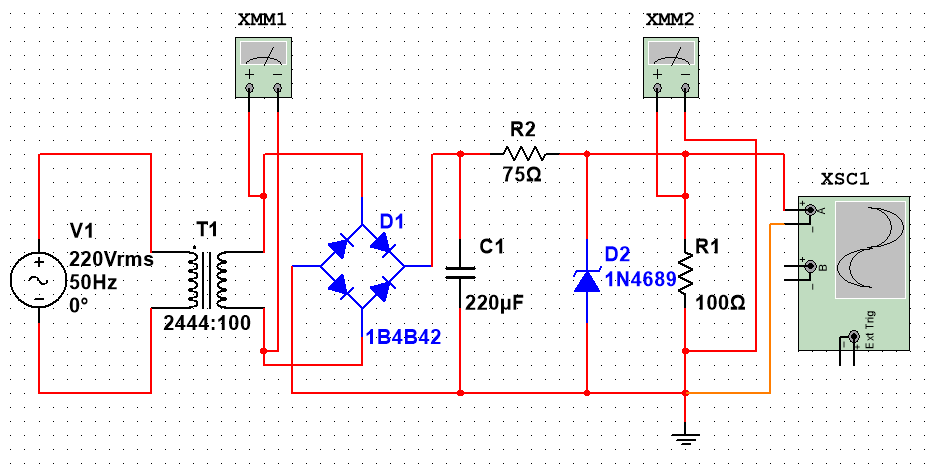 XMM1
XMM2
+ −
+ −
R2
75Ω
XSC1
V1
220Vrms
50Hz
0°
T1
2444:100
D1
1B4B42
C1
220µF
D2
1N4689
R1
100Ω
+ A
−
+ B
−
Ext Trig
− +
+
−